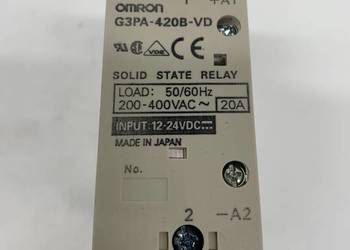 OMRON 1 +A1
G3PA-420B-VD
VDE CE
SOLID STATE RELAY
LOAD: 50/60Hz
200-400VAC~ 20A
INPUT:12-24VDC
MADE IN JAPAN
No.
2 -A2